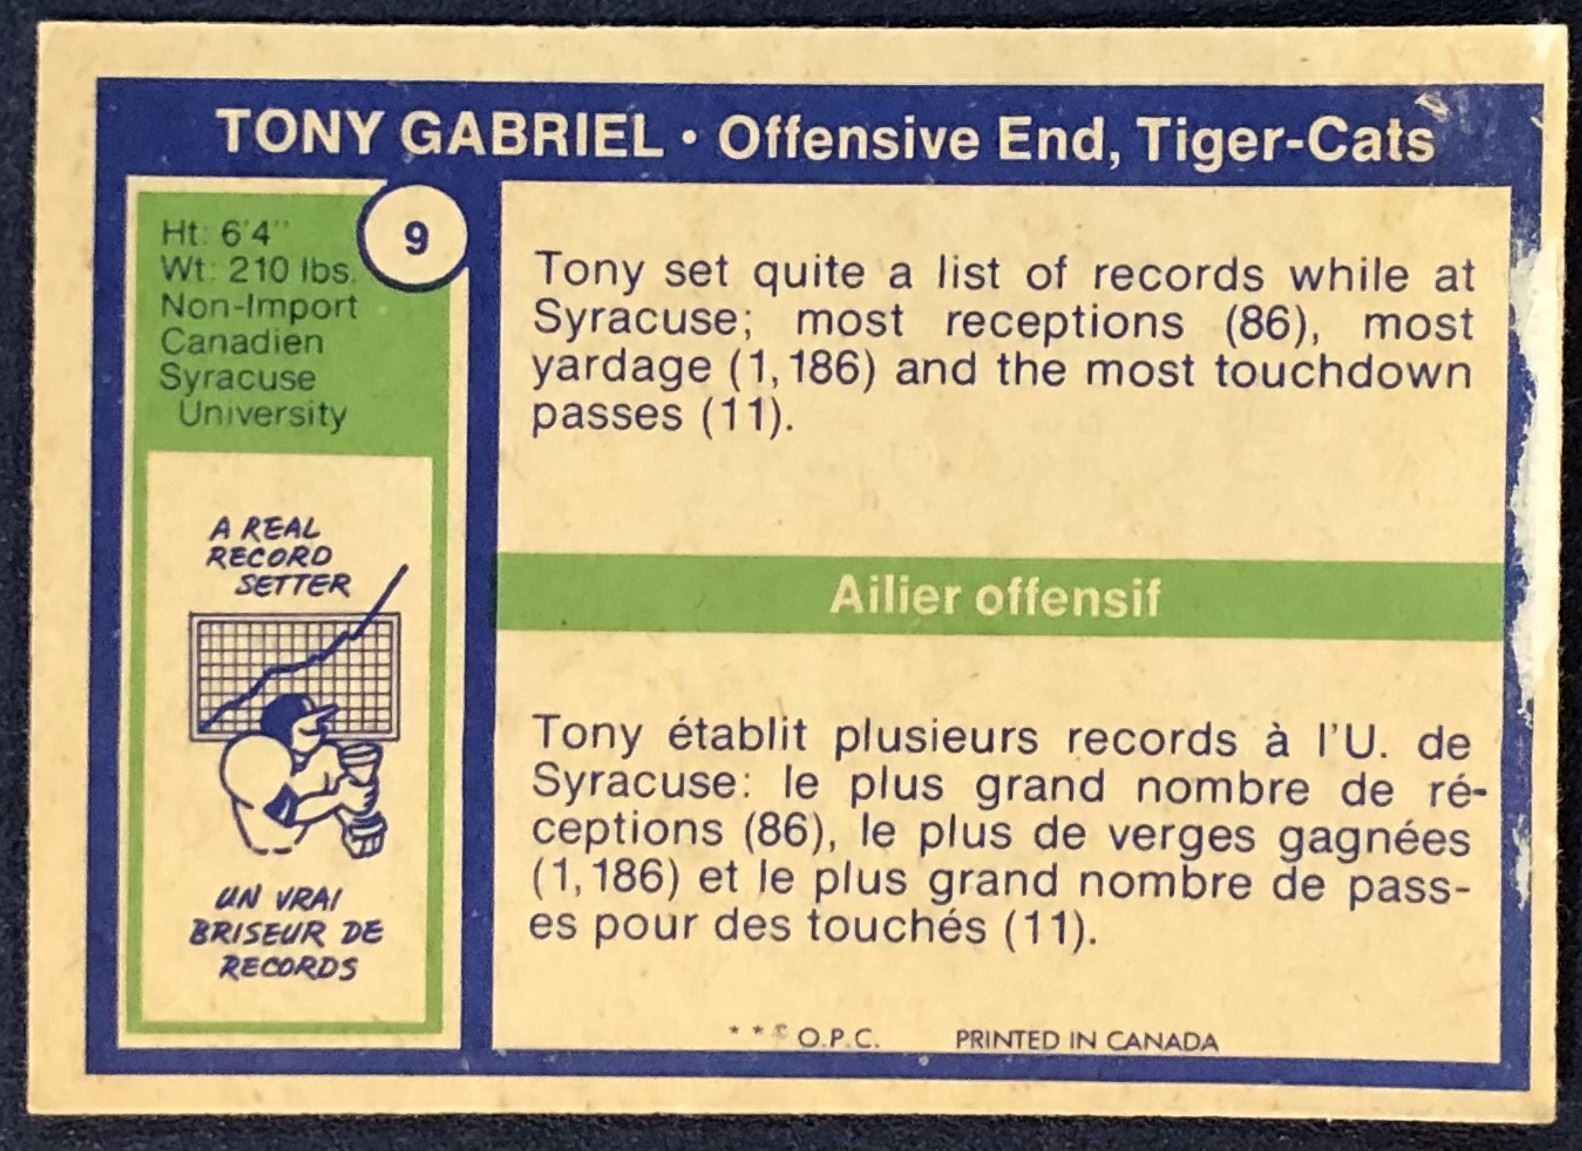 TONY GABRIEL • Offensive End, Tiger-Cats
9
Ht: 6'4"
Wt: 210 lbs.
Non-Import
Canadien
Syracuse
University
A REAL
RECORD
SETTER
UN VRAI
BRISEUR DE
RECORDS
Tony set quite a list of records while at
Syracuse; most receptions (86), most
yardage (1,186) and the most touchdown
passes (11).
Ailier offensif
Tony établit plusieurs records à l'U. de
Syracuse: le plus grand nombre de ré-
ceptions (86), le plus de verges gagnées
(1,186) et le plus grand nombre de pass-
es pour des touchés (11).
* * © O.P.C. PRINTED IN CANADA